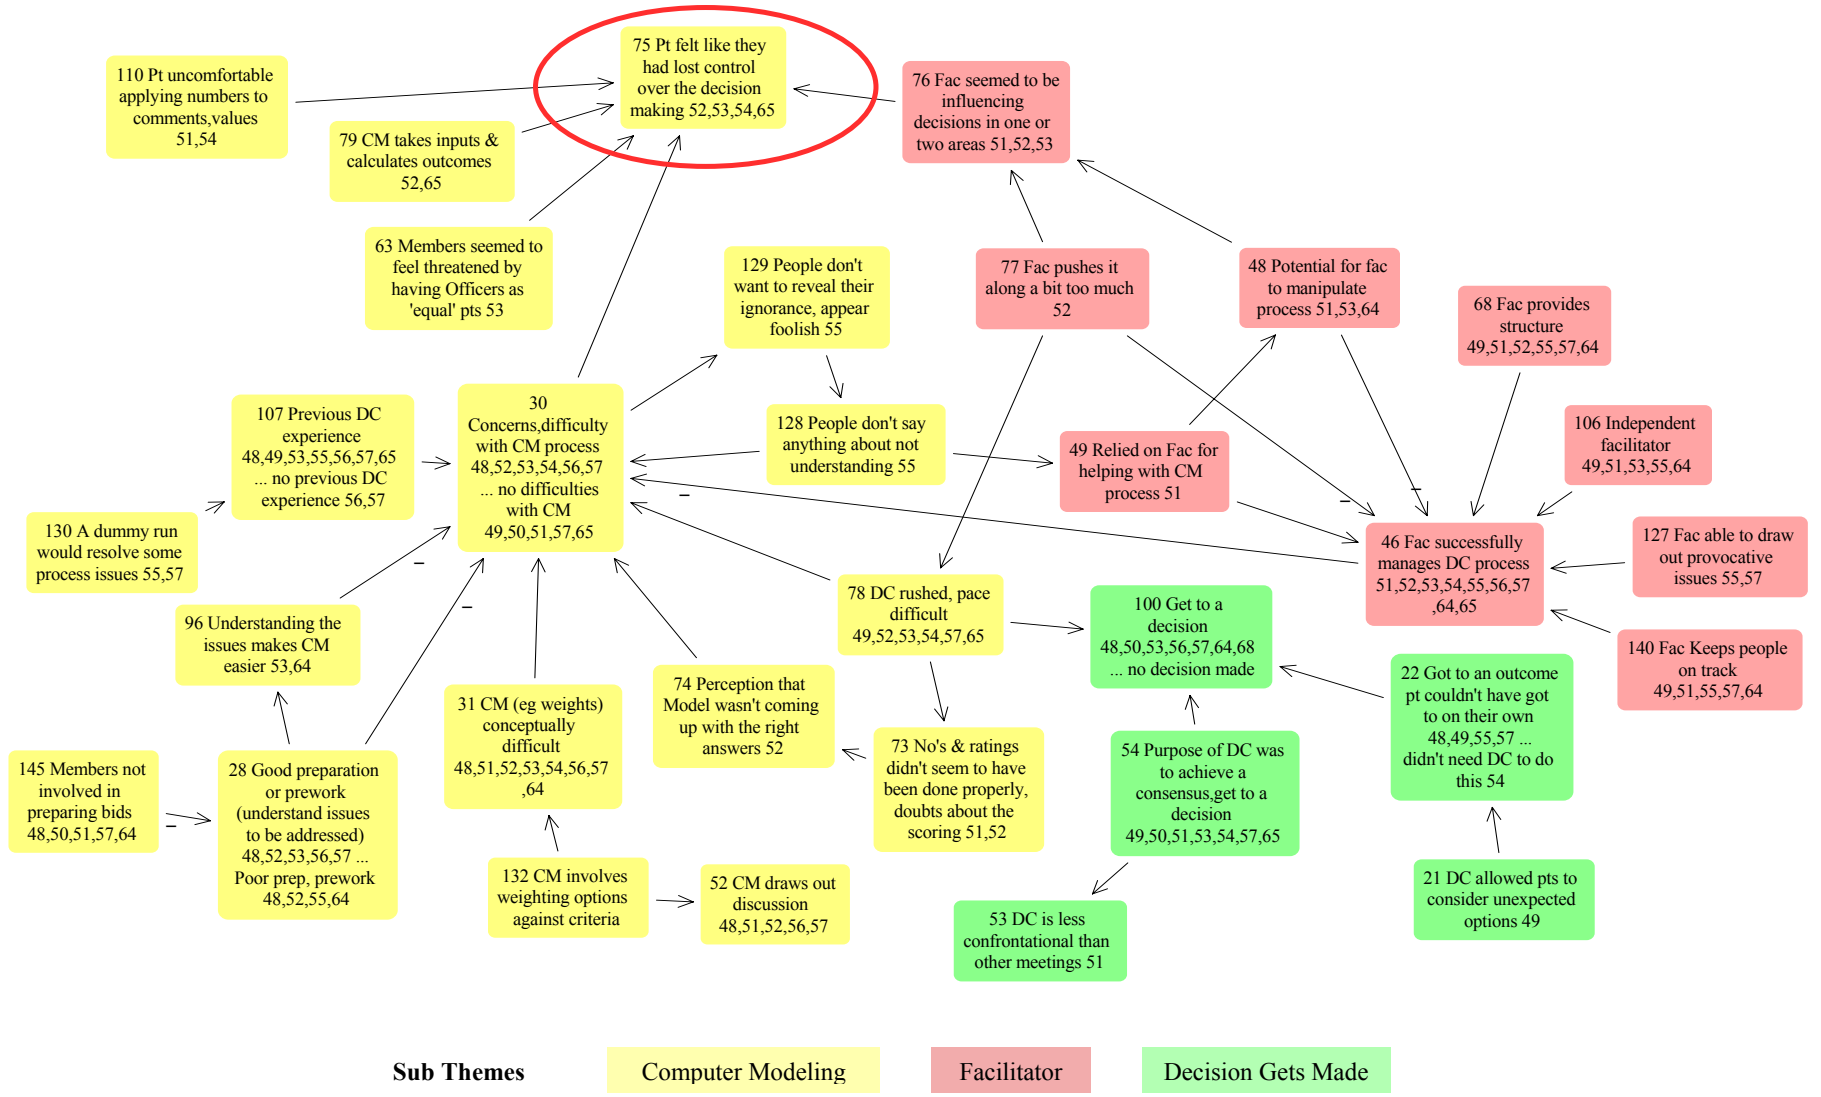 75 Pt felt like they
had lost control
over the decision
making 52,53,54,65
110 Pt uncomfortable
applying numbers to
comments,values
51,54
76 Fac seemed to be
influencing
decisions in one or
two areas 51,52,53
79 CM takes inputs &
calculates outcomes
52,65
63 Members seemed to
feel threatened by
having Officers as
'equal' pts 53
129 People don't
want to reveal their
ignorance, appear
foolish 55
77 Fac pushes it
along a bit too much
52
48 Potential for fac
to manipulate
process 51,53,64
68 Fac provides
structure
49,51,52,55,57,64
107 Previous DC
experience
48,49,53,55,56,57,65
... no previous DC
experience 56,57
30
Concerns,difficulty
with CM process
48,52,53,54,56,57
... no difficulties
with CM
49,50,51,57,65
128 People don't say
anything about not
understanding 55
49 Relied on Fac for
helping with CM
process 51
106 Independent
facilitator
49,51,53,55,64
130 A dummy run
would resolve some
process issues 55,57
46 Fac successfully
manages DC process
51,52,53,54,55,56,57
,64,65
127 Fac able to draw
out provocative
issues 55,57
96 Understanding the
issues makes CM
easier 53,64
78 DC rushed, pace
difficult
49,52,53,54,57,65
100 Get to a
decision
48,50,53,56,57,64,68
... no decision made
140 Fac Keeps people
on track
49,51,55,57,64
31 CM (eg weights)
conceptually
difficult
48,51,52,53,54,56,57
,64
74 Perception that
Model wasn't coming
up with the right
answers 52
22 Got to an outcome
pt couldn't have got
to on their own
48,49,55,57 ...
didn't need DC to do
this 54
145 Members not
involved in
preparing bids
48,50,51,57,64
28 Good preparation
or prework
(understand issues
to be addressed)
48,52,53,56,57 ...
Poor prep, prework
48,52,55,64
73 No's & ratings
didn't seem to have
been done properly,
doubts about the
scoring 51,52
54 Purpose of DC was
to achieve a
consensus,get to a
decision
49,50,51,53,54,57,65
132 CM involves
weighting options
against criteria
52 CM draws out
discussion
48,51,52,56,57
53 DC is less
confrontational than
other meetings 51
21 DC allowed pts to
consider unexpected
options 49
–
–
–
–
–
–
Sub Themes
Computer Modeling
Facilitator
Decision Gets Made